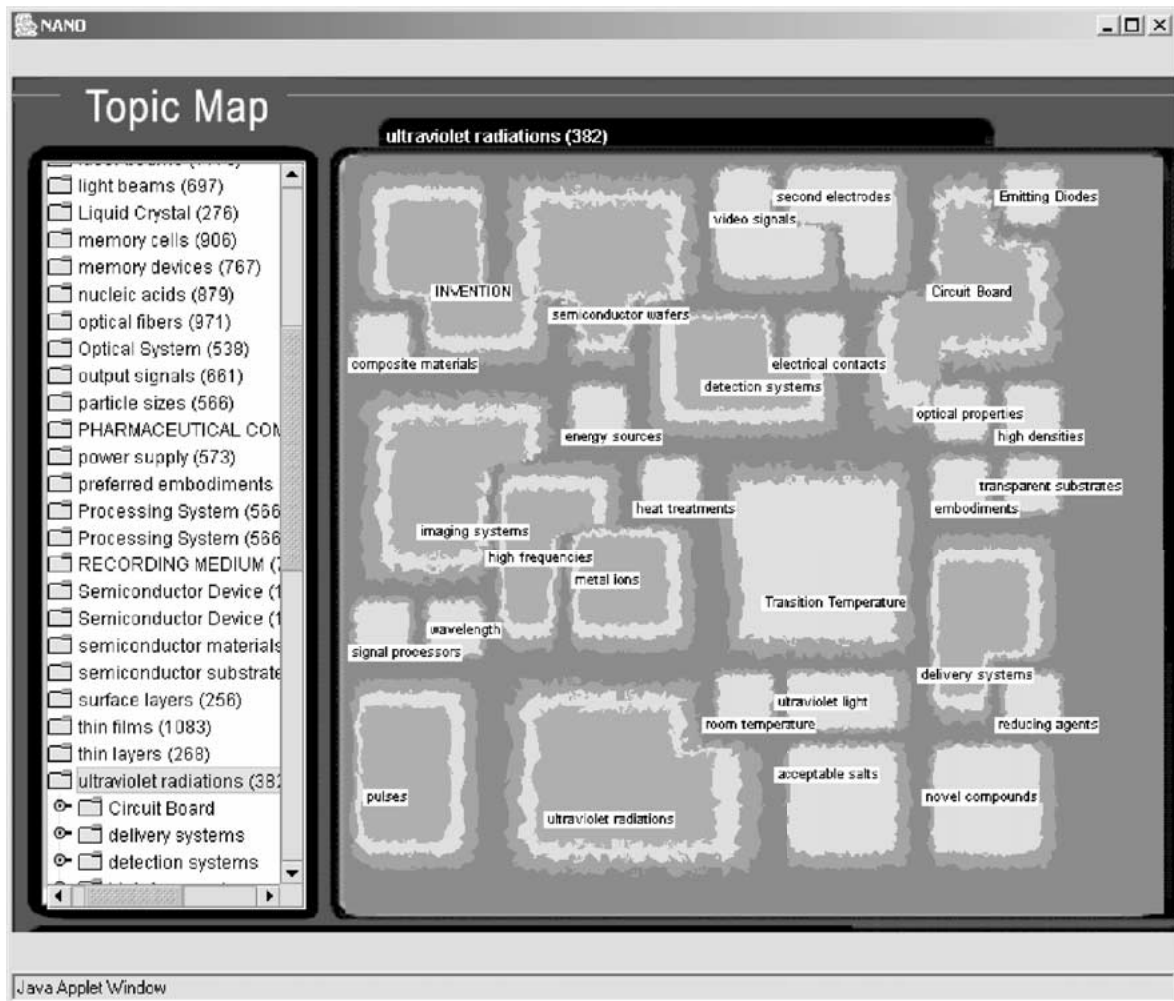 NANO
Topic Map
ultraviolet radiations (382)
light beams (697)
Liquid Crystal (276)
memory cells (906)
memory devices (767)
nucleic acids (879)
optical fibers (971)
Optical System (538)
output signals (661)
particle sizes (566)
PHARMACEUTICAL COM
power supply (573)
preferred embodiments
Processing System (566
Processing System (566
RECORDING MEDIUM (
Semiconductor Device (1
Semiconductor Device (1
semiconductor materials
semiconductor substrate
surface layers (256)
thin films (1083)
thin layers (268)
ultraviolet radiations (382
Circuit Board
delivery systems
detection systems
second electrodes
Emitting Diodes
video signals
INVENTION
Circuit Board
semiconductor wafers
composite materials
electrical contacts
detection systems
optical properties
energy sources
high densities
transparent substrates
heat treatments
embodiments
imaging systems
high frequencies
metal ions
Transition Temperature
wavelength
signal processors
delivery systems
ultraviolet light
room temperature
reducing agents
acceptable salts
pulses
novel compounds
ultraviolet radiations
Java Applet Window